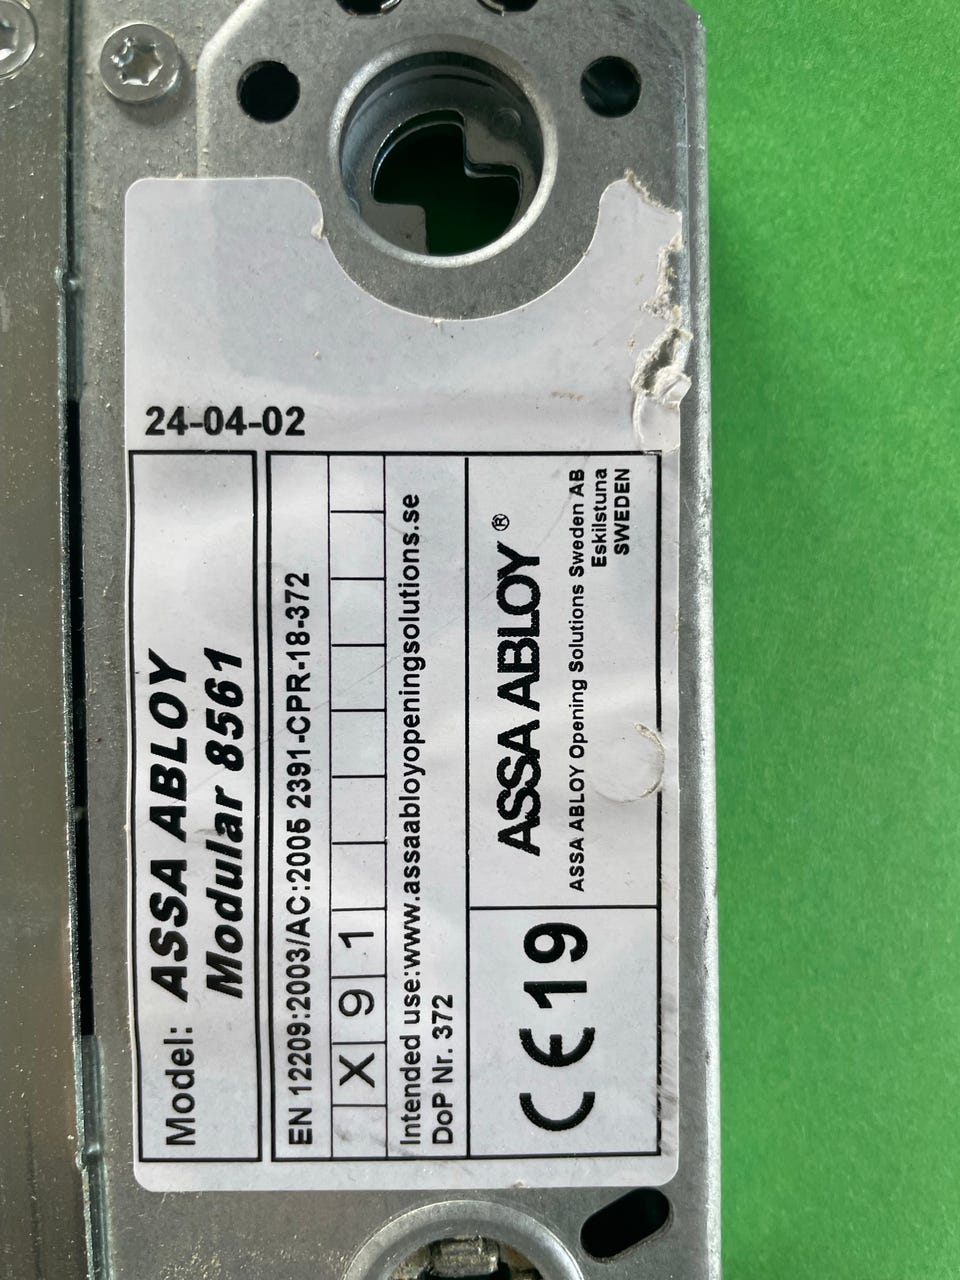 24-04-02
Model: ASSA ABLOY
Modular 8561
EN 12209:2003/AC:2005 2391-CPR-18-372
X 9 1
Intended use:www.assaabloyopeningsolutions.se
DoP Nr. 372
CE 19
ASSA ABLOY®
ASSA ABLOY Opening Solutions Sweden AB
Eskilstuna
SWEDEN